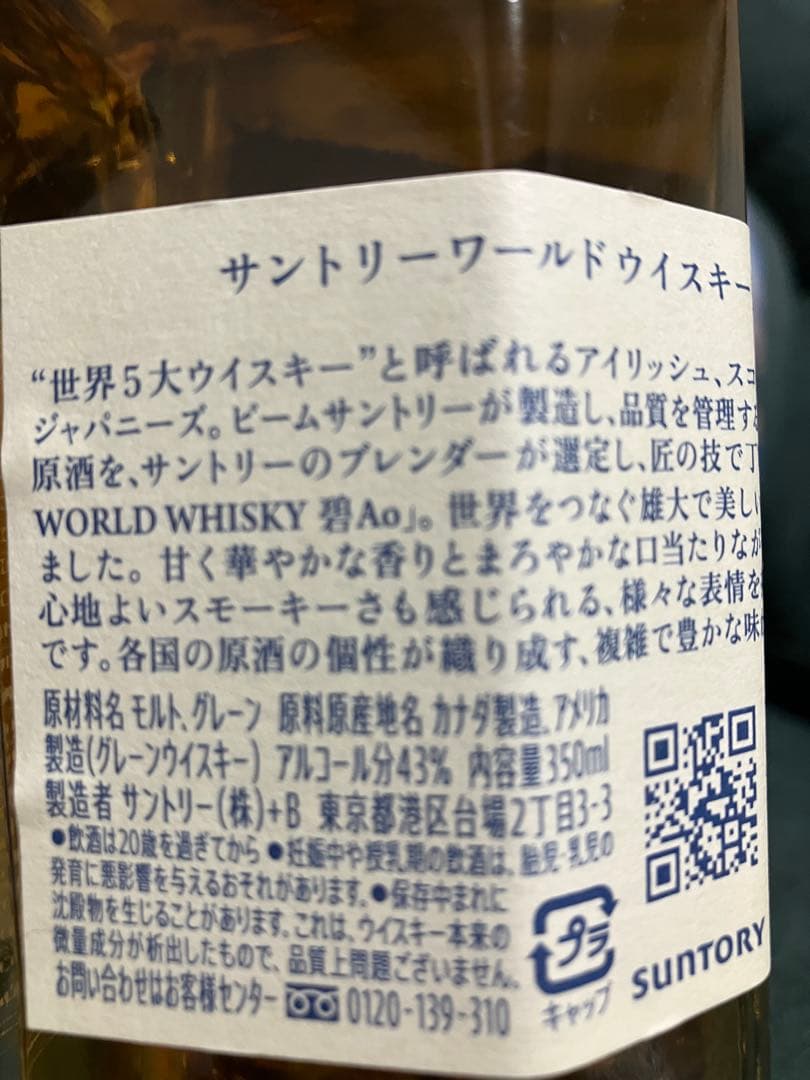 サントリーワールドウイスキー
“世界5大ウイスキー”と呼ばれるアイリッシュ、スコ
ジャパニーズ。ビームサントリーが製造し、品質を管理す
原酒を、サントリーのブレンダーが選定し、匠の技で丁
WORLD WHISKY 碧Ao」。世界をつなぐ雄大で美し
ました。甘く華やかな香りとまろやかな口当たりなが
心地よいスモーキーさも感じられる、様々な表情を
です。各国の原酒の個性が織り成す、複雑で豊かな味
原材料名 モルト、グレーン 原料原産地名 カナダ製造、アメリカ
製造(グレーンウイスキー) アルコール分43% 内容量350ml
製造者 サントリー(株)+B 東京都港区台場2丁目3-3
●飲酒は20歳を過ぎてから ●妊娠中や授乳期の飲酒は、胎児・乳児の
発育に悪影響を与えるおそれがあります。●保存中まれに
沈殿物を生じることがあります。これは、ウイスキー本来の
微量成分が析出したもので、品質上問題ございません。
お問い合わせはお客様センター 0120-139-310
プラ
キャップ
SUNTORY